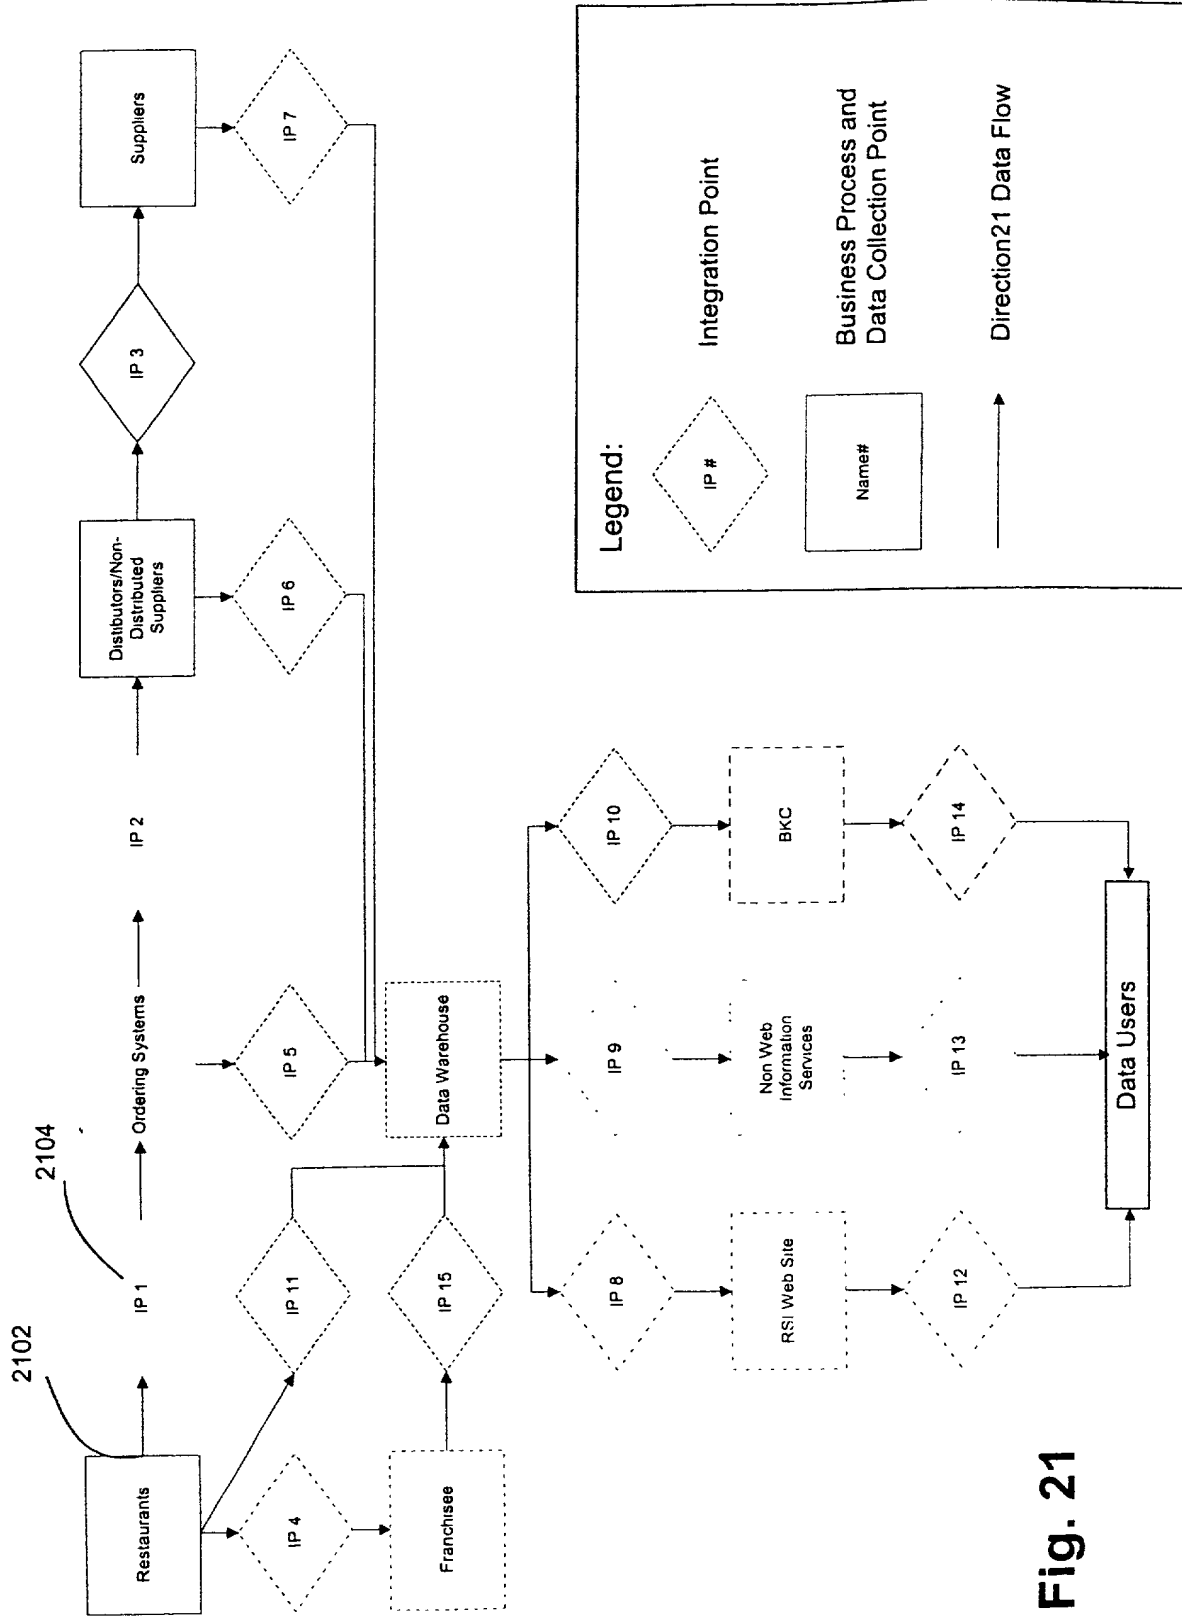 2102
2104
Restaurants
IP 1
Ordering Systems
IP 2
Distibutors/Non-
Distributed
Suppliers
IP 3
Suppliers
IP 4
IP 11
IP 5
IP 6
IP 7
Franchisee
IP 15
Data Warehouse
IP 8
IP 9
IP 10
RSI Web Site
Non Web
Information
Services
BKC
IP 12
IP 13
IP 14
Data Users
Legend:
IP #
Integration Point
Name#
Business Process and
Data Collection Point
Direction21 Data Flow
Fig. 21